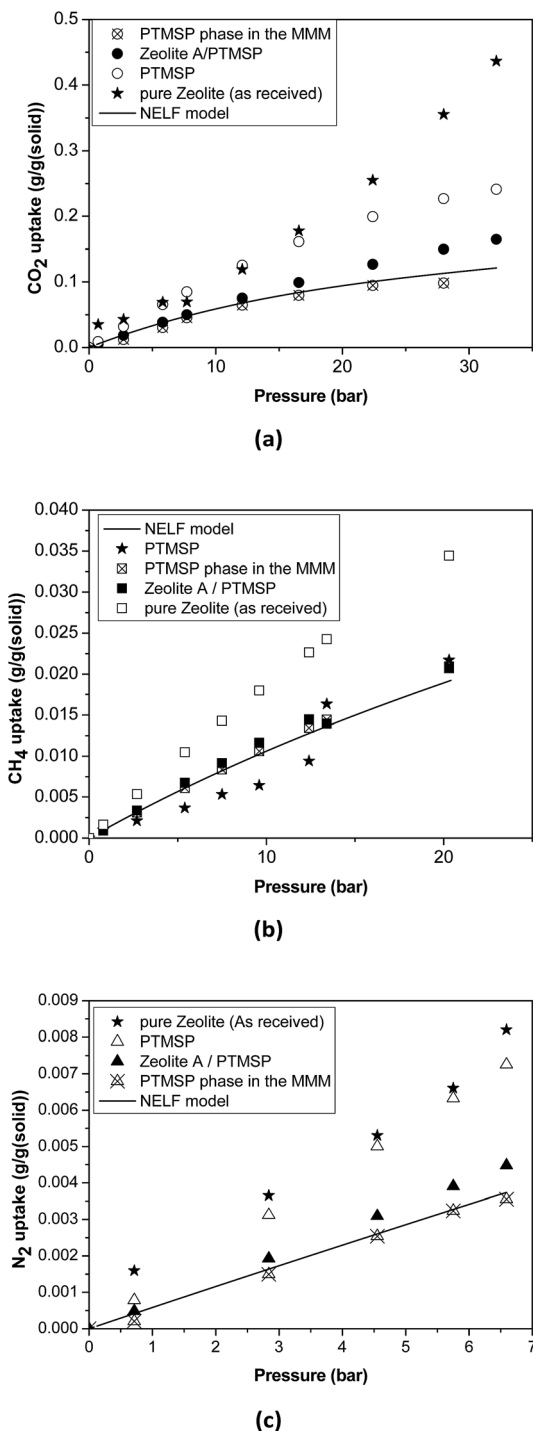 0.5
PTMSP phase in the MMM
Zeolite A/PTMSP
PTMSP
pure Zeolite (as received)
NELF model
0.4
0.3
0.2
0.1
0.0
CO2 uptake (g/g(solid))
0 10 20 30
Pressure (bar)
(a)
0.040
NELF model
PTMSP
PTMSP phase in the MMM
Zeolite A / PTMSP
pure Zeolite (as received)
0.035
0.030
0.025
0.020
0.015
0.010
0.005
0.000
CH4 uptake (g/g(solid))
0 10 20
Pressure (bar)
(b)
0.009
pure Zeolite (As received)
PTMSP
Zeolite A / PTMSP
PTMSP phase in the MMM
NELF model
0.008
0.007
0.006
0.005
0.004
0.003
0.002
0.001
0.000
N2 uptake (g/g(solid))
0 1 2 3 4 5 6 7
Pressure (bar)
(c)